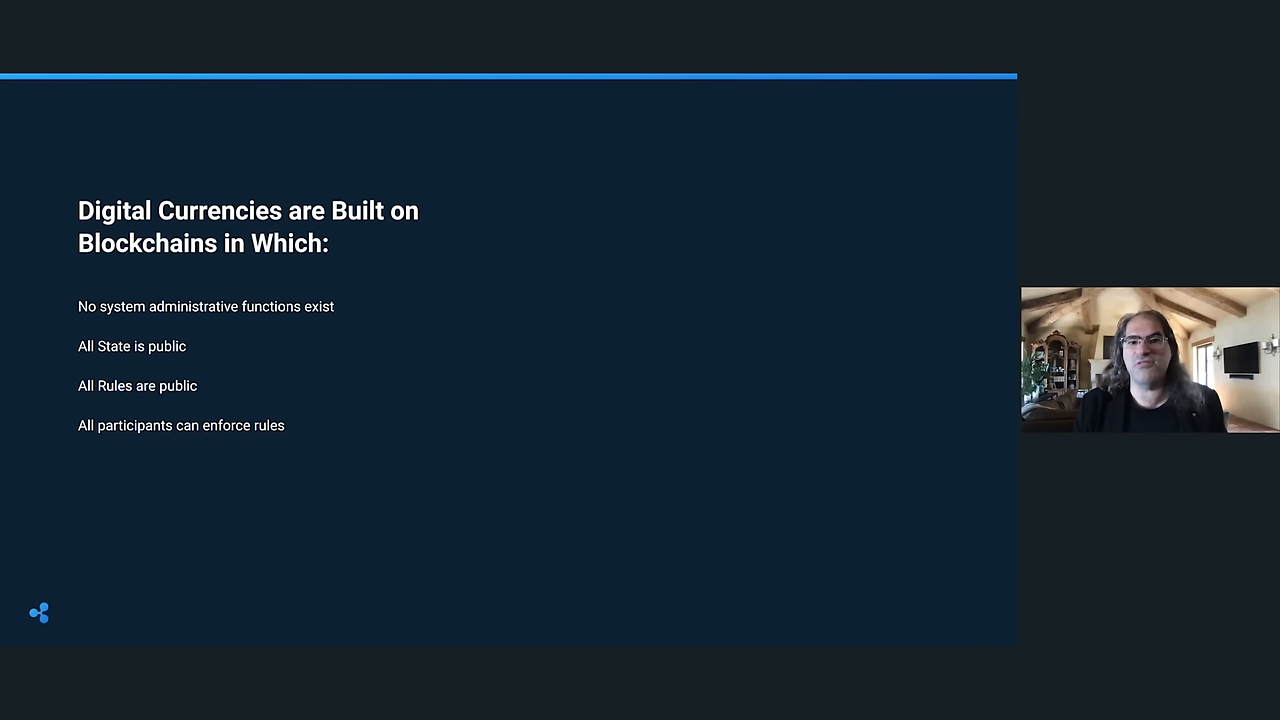 Digital Currencies are Built on
Blockchains in Which:
No system administrative functions exist
All State is public
All Rules are public
All participants can enforce rules